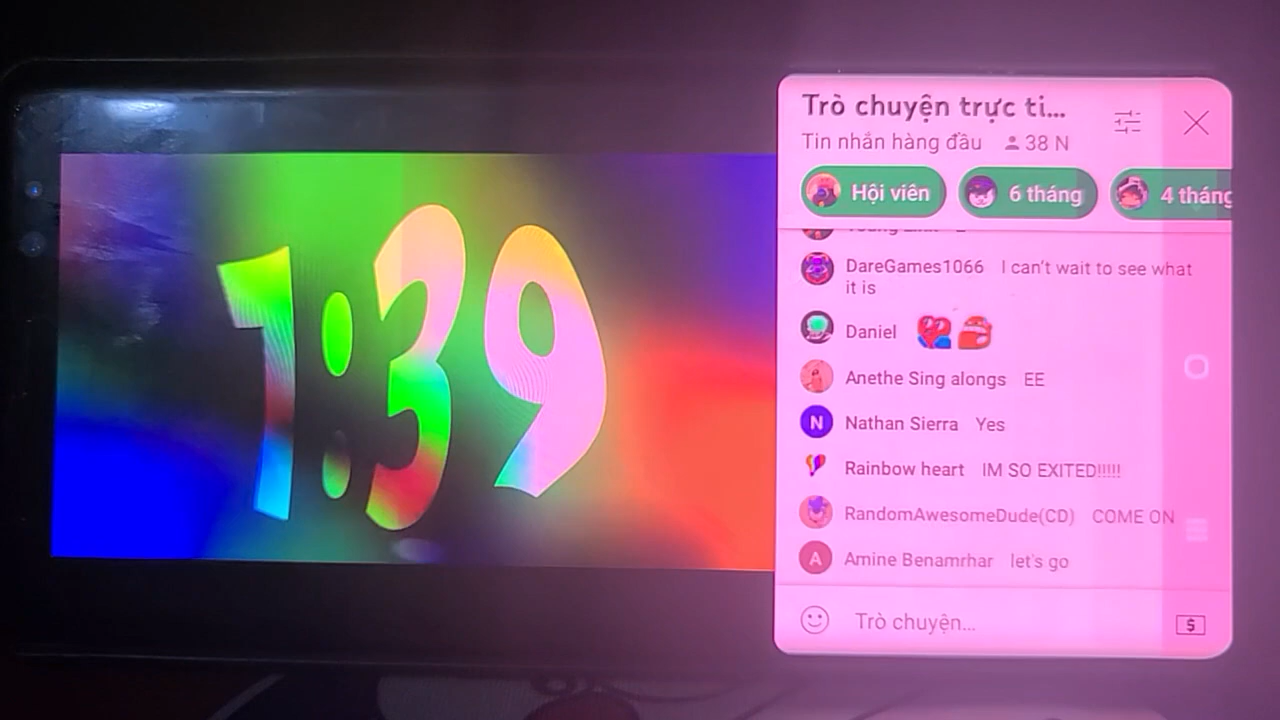 1:39
Trò chuyện trực ti...
Tin nhắn hàng đầu 38 N
Hội viên 6 tháng 4 tháng
DareGames1066 I can't wait to see what
it is
Daniel
Anethe Sing alongs EE
N Nathan Sierra Yes
Rainbow heart IM SO EXITED!!!!!
RandomAwesomeDude(CD) COME ON
A Amine Benamrhar let's go
Trò chuyện...
$